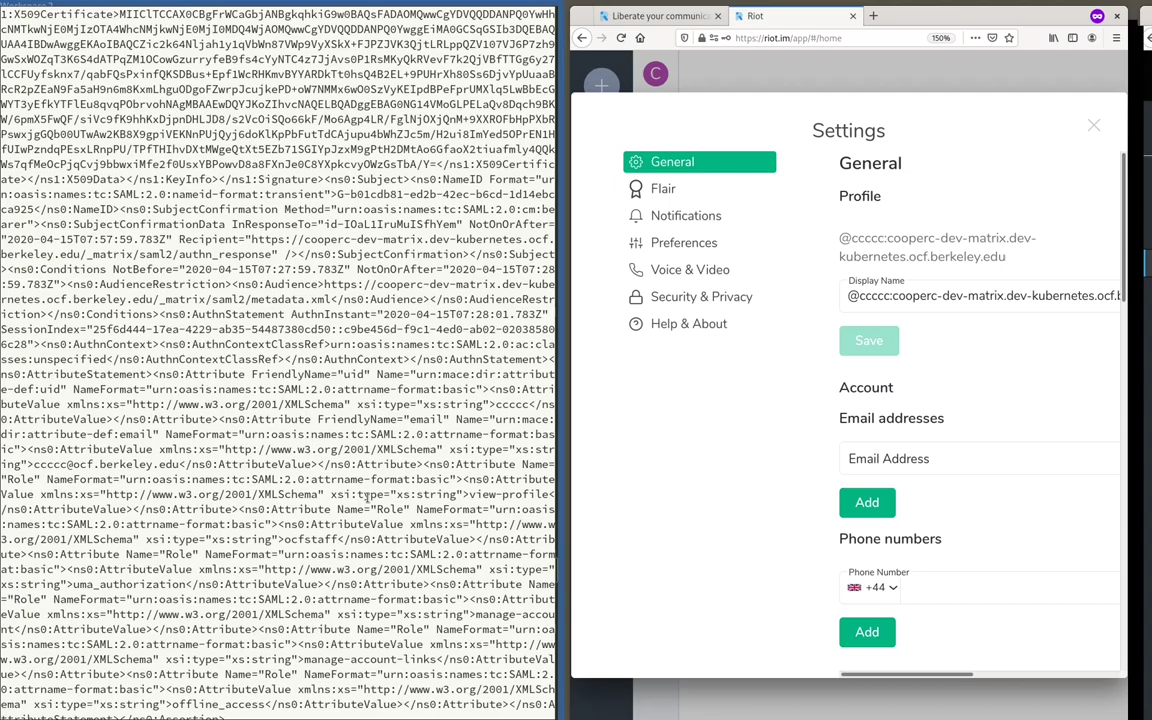 1:X509Certificate>MIIClTCCAX0CBgFrWCaGbjANBgkqhkiG9w0BAQsFADAOMQwwCgYDVQQDDANPQ0YwHh
cNMTkwNjE0MjIzOTA4WhcNMjkwNjE0MjI0MDQ4WjAOMQwwCgYDVQQDDANPQ0YwggEiMA0GCSqGSIb3DQEBAQ
/W6pmX5FwQF/siVc9fK9hhKxDjpnDHLJD8/s2VcOiSQo66kF/Mo6Agp4LR/FglNjOXjQnM+9XXROFbHpPXbR
Ws7qfMeOcPjqCvj9bbwxiMfe2f0UsxYBPowvD8a8FXnJe0C8YXpkcvyOWzGsTbA/Y=</ns1:X509Certific
ate></ns1:X509Data></ns1:KeyInfo></ns1:Signature><ns0:Subject><ns0:NameID Format="ur
n:oasis:names:tc:SAML:2.0:nameid-format:transient">G-b01cdb81-ed2b-42ec-b6cd-1d14ebc
ca925</ns0:NameID><ns0:SubjectConfirmation Method="urn:oasis:names:tc:SAML:2.0:cm:be
arer"><ns0:SubjectConfirmationData InResponseTo="id-IOaL1IruMuISfhYem" NotOnOrAfter=
"2020-04-15T07:57:59.783Z" Recipient="https://cooperc-dev-matrix.dev-kubernetes.ocf.
berkeley.edu/_matrix/saml2/authn_response" /></ns0:SubjectConfirmation></ns0:Subject
><ns0:Conditions NotBefore="2020-04-15T07:27:59.783Z" NotOnOrAfter="2020-04-15T07:28
:59.783Z"><ns0:AudienceRestriction><ns0:Audience>https://cooperc-dev-matrix.dev-kube
rnetes.ocf.berkeley.edu/_matrix/saml2/metadata.xml</ns0:Audience></ns0:AudienceRestr
iction></ns0:Conditions><ns0:AuthnStatement AuthnInstant="2020-04-15T07:28:01.783Z" 
SessionIndex="25f6d444-17ea-4229-ab35-54487380cd50::c9be456d-f9c1-4ed0-ab02-02038580
6c28"><ns0:AuthnContext><ns0:AuthnContextClassRef>urn:oasis:names:tc:SAML:2.0:ac:cla
sses:unspecified</ns0:AuthnContextClassRef></ns0:AuthnContext></ns0:AuthnStatement><
ns0:AttributeStatement><ns0:Attribute FriendlyName="uid" Name="urn:mace:dir:attribut
e-def:uid" NameFormat="urn:oasis:names:tc:SAML:2.0:attrname-format:basic"><ns0:Attri
buteValue xmlns:xs="http://www.w3.org/2001/XMLSchema" xsi:type="xs:string">ccccc</ns
0:AttributeValue></ns0:Attribute><ns0:Attribute FriendlyName="email" Name="urn:mace:
dir:attribute-def:email" NameFormat="urn:oasis:names:tc:SAML:2.0:attrname-format:bas
ic"><ns0:AttributeValue xmlns:xs="http://www.w3.org/2001/XMLSchema" xsi:type="xs:str
ing">ccccc@ocf.berkeley.edu</ns0:AttributeValue></ns0:Attribute><ns0:Attribute Name=
"Role" NameFormat="urn:oasis:names:tc:SAML:2.0:attrname-format:basic"><ns0:Attribute
Value xmlns:xs="http://www.w3.org/2001/XMLSchema" xsi:type="xs:string">view-profile<
/ns0:AttributeValue></ns0:Attribute><ns0:Attribute Name="Role" NameFormat="urn:oasis
:names:tc:SAML:2.0:attrname-format:basic"><ns0:AttributeValue xmlns:xs="http://www.w
3.org/2001/XMLSchema" xsi:type="xs:string">ocfstaff</ns0:AttributeValue></ns0:Attrib
ute><ns0:Attribute Name="Role" NameFormat="urn:oasis:names:tc:SAML:2.0:attrname-form
at:basic"><ns0:AttributeValue xmlns:xs="http://www.w3.org/2001/XMLSchema" xsi:type="
xs:string">uma_authorization</ns0:AttributeValue></ns0:Attribute><ns0:Attribute Name
="Role" NameFormat="urn:oasis:names:tc:SAML:2.0:attrname-format:basic"><ns0:Attribut
eValue xmlns:xs="http://www.w3.org/2001/XMLSchema" xsi:type="xs:string">manage-accou
nt</ns0:AttributeValue></ns0:Attribute><ns0:Attribute Name="Role" NameFormat="urn:oa
sis:names:tc:SAML:2.0:attrname-format:basic"><ns0:AttributeValue xmlns:xs="http://ww
w.w3.org/2001/XMLSchema" xsi:type="xs:string">manage-account-links</ns0:AttributeVal
ue></ns0:Attribute><ns0:Attribute Name="Role" NameFormat="urn:oasis:names:tc:SAML:2.
0:attrname-format:basic"><ns0:AttributeValue xmlns:xs="http://www.w3.org/2001/XMLSch
ema" xsi:type="xs:string">offline_access</ns0:AttributeValue></ns0:Attribute></ns0:A
ttributeStatement></ns0:Assertion>
Liberate your communica
Riot
https://riot.im/app/#/home
150%
C
Settings
General
Flair
Notifications
Preferences
Voice & Video
Security & Privacy
Help & About
General
Profile
@ccccc:cooperc-dev-matrix.dev-
kubernetes.ocf.berkeley.edu
Display Name
@ccccc:cooperc-dev-matrix.dev-kubernetes.ocf.b
Save
Account
Email addresses
Email Address
Add
Phone numbers
Phone Number
+44
Add